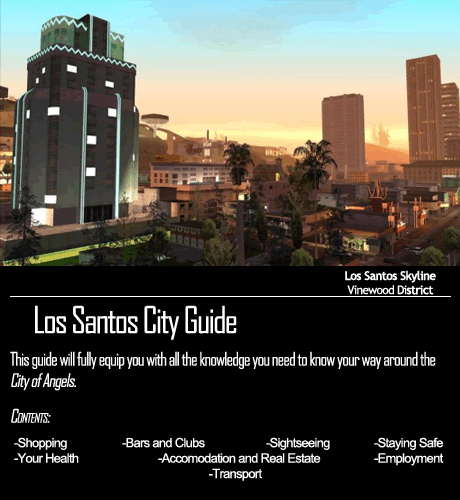 Los Santos Skyline
Vinewood District
Los Santos City Guide
This guide will fully equip you with all the knowledge you need to know your way around the
City of Angels.
Contents:
-Shopping -Bars and Clubs -Sightseeing -Staying Safe
-Your Health -Accomodation and Real Estate -Employment
-Transport